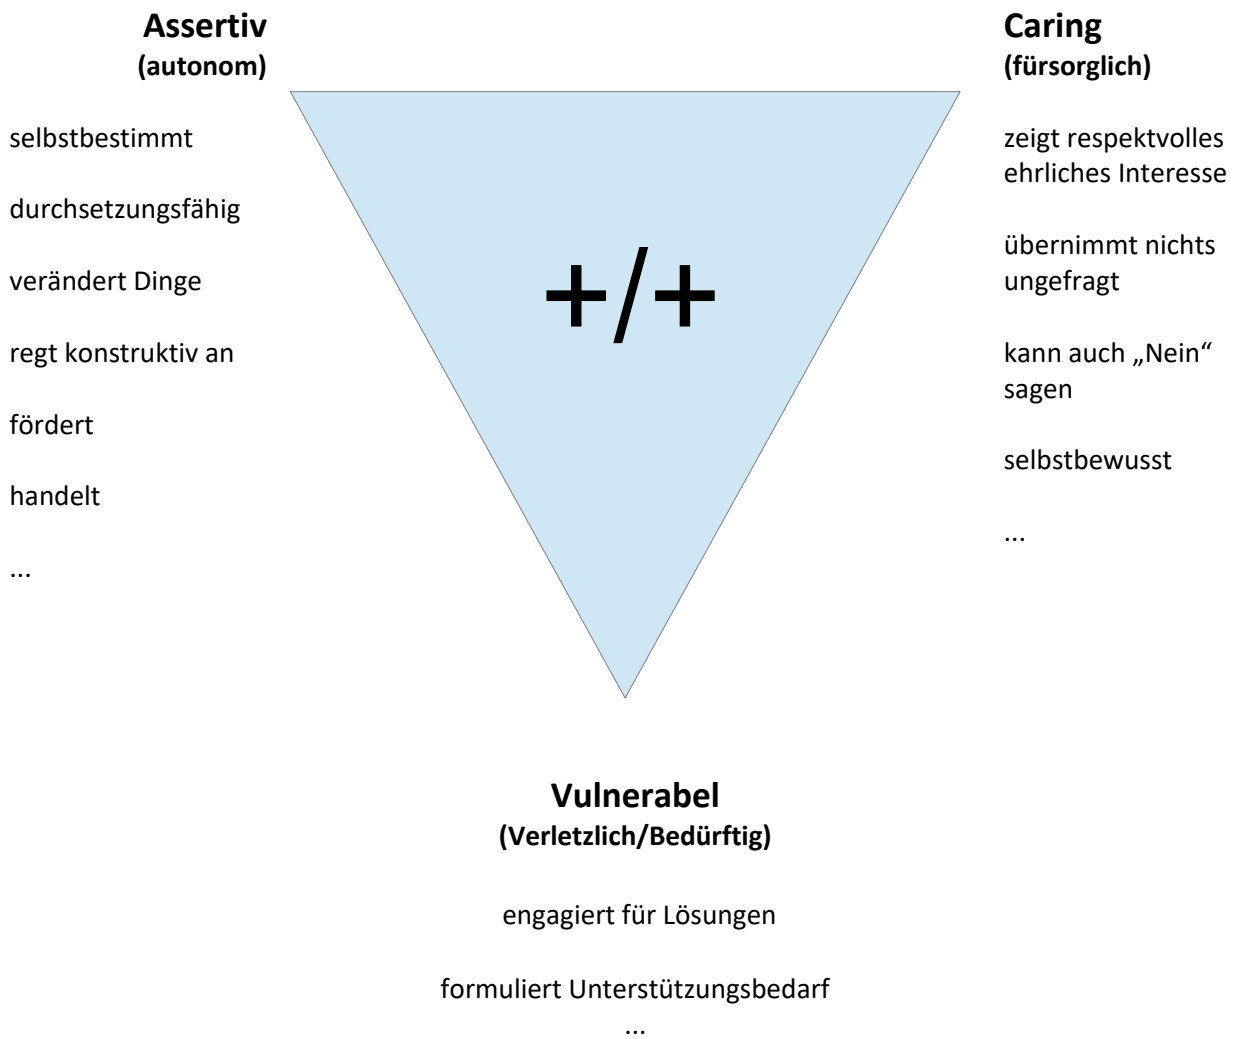 Assertiv
(autonom)
selbstbestimmt
durchsetzungsfähig
verändert Dinge
regt konstruktiv an
fördert
handelt
...
Caring
(fürsorglich)
zeigt respektvolles
ehrliches Interesse
übernimmt nichts
ungefragt
kann auch „Nein“
sagen
selbstbewusst
...
+/+
Vulnerabel
(Verletzlich/Bedürftig)
engagiert für Lösungen
formuliert Unterstützungsbedarf
...